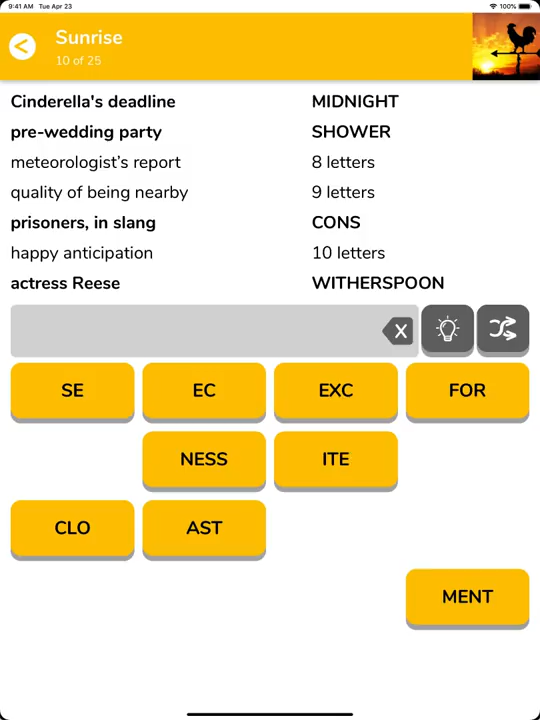 9:41 AM Tue Apr 23 100%
Sunrise
10 of 25
Cinderella's deadline MIDNIGHT
pre-wedding party SHOWER
meteorologist's report 8 letters
quality of being nearby 9 letters
prisoners, in slang CONS
happy anticipation 10 letters
actress Reese WITHERSPOON
X
SE EC EXC FOR
NESS ITE
CLO AST
MENT